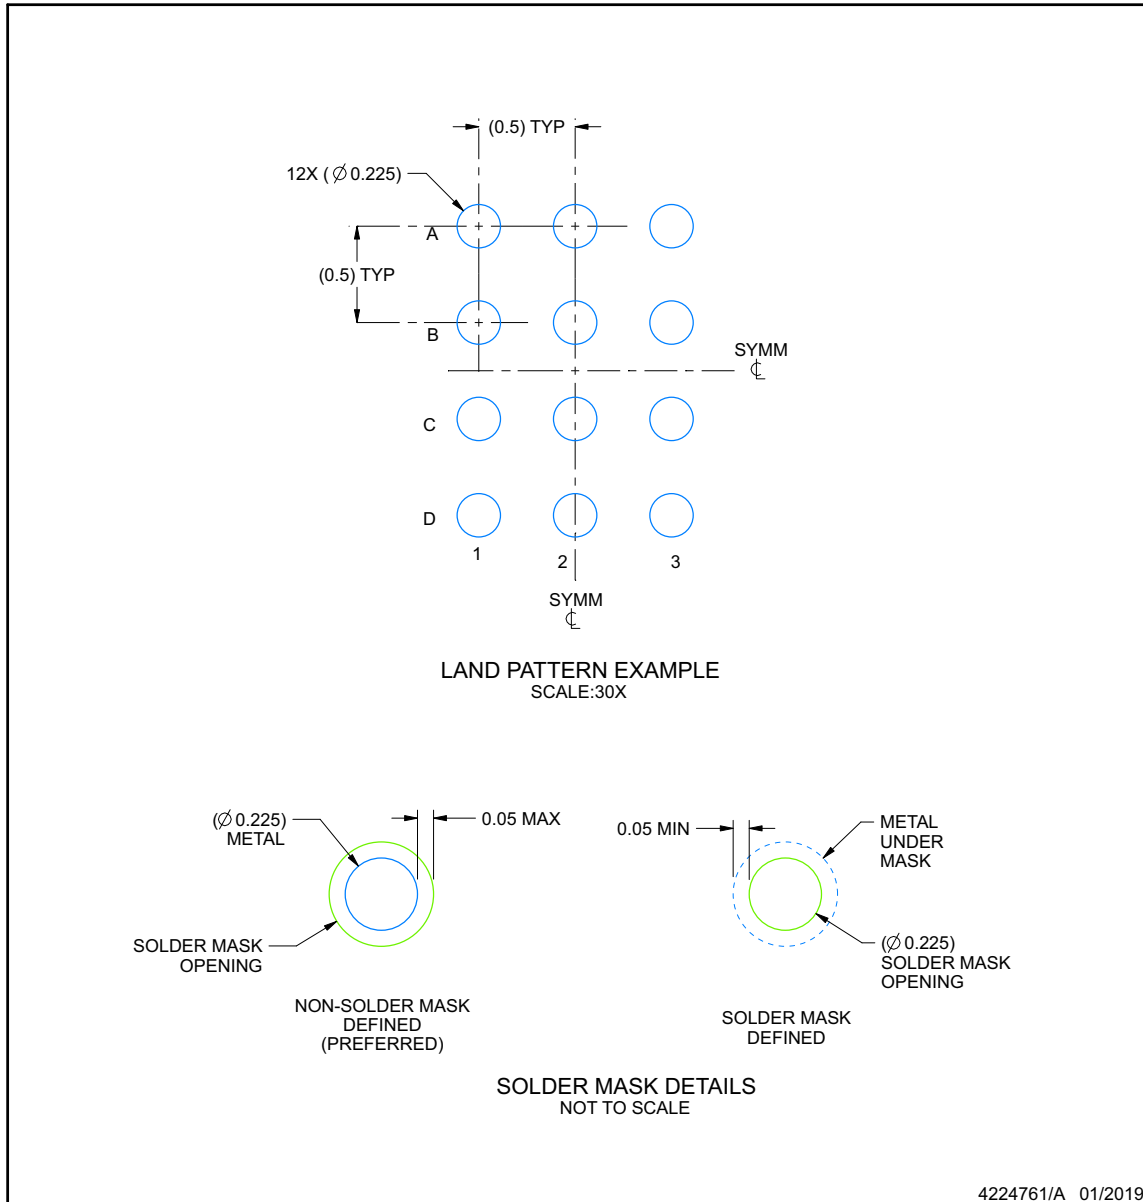 (0.5) TYP
12X ( ∅ 0.225)
A
(0.5) TYP
B
SYMM
℄
C
D
1
2
3
SYMM
℄
LAND PATTERN EXAMPLE
SCALE:30X
(∅ 0.225)
METAL
0.05 MAX
SOLDER MASK
OPENING
NON-SOLDER MASK
DEFINED
(PREFERRED)
0.05 MIN
METAL
UNDER
MASK
(∅ 0.225)
SOLDER MASK
OPENING
SOLDER MASK
DEFINED
SOLDER MASK DETAILS
NOT TO SCALE
4224761/A 01/2019